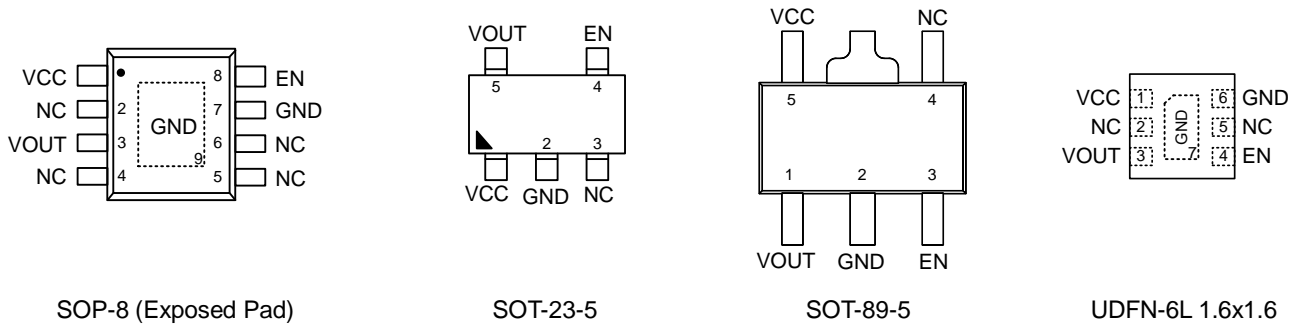 VCC 8 EN
NC 2 7 GND
GND
VOUT 3 6 NC
9
NC 4 5 NC
SOP-8 (Exposed Pad)
VOUT EN
5 4
2 3
VCC GND NC
SOT-23-5
VCC NC
5 4
1 2 3
VOUT GND EN
SOT-89-5
VCC 1 6 GND
NC 2 GND 5 NC
VOUT 3 7 4 EN
UDFN-6L 1.6x1.6